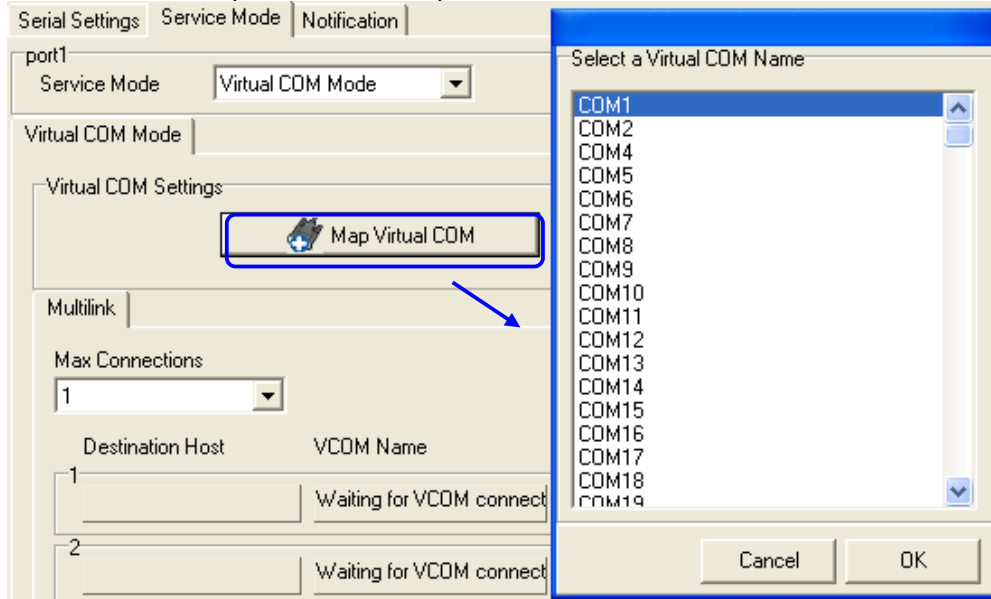 Serial Settings Service Mode Notification
port1
Service Mode Virtual COM Mode
Virtual COM Mode
Virtual COM Settings
Map Virtual COM
Multilink
Max Connections
1
Destination Host VCOM Name
1
Waiting for VCOM connect
2
Waiting for VCOM connect
Select a Virtual COM Name
COM1
COM2
COM4
COM5
COM6
COM7
COM8
COM9
COM10
COM11
COM12
COM13
COM14
COM15
COM16
COM17
COM18
COM19
Cancel OK